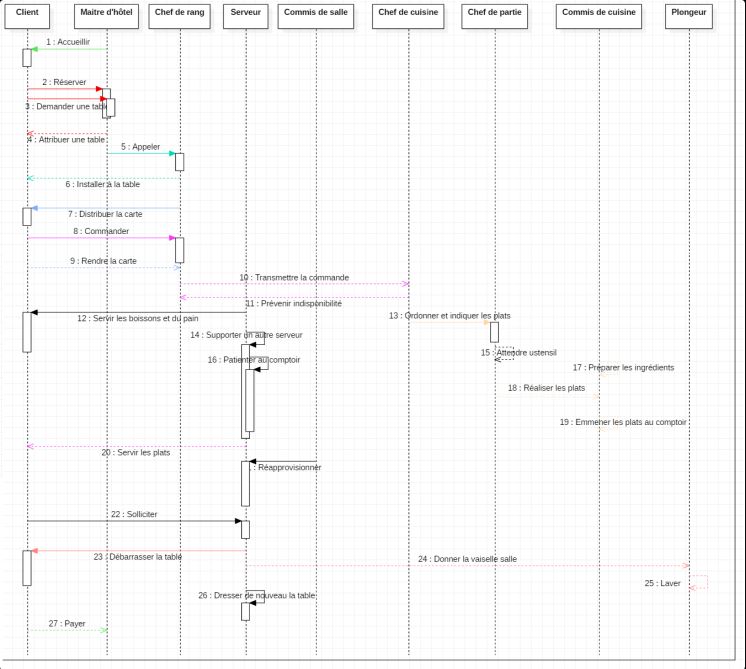 Client
Maitre d'hôtel
Chef de rang
Serveur
Commis de salle
Chef de cuisine
Chef de partie
Commis de cuisine
Plongeur
1 : Accueillir
2 : Réserver
3 : Demander une table
4 : Attribuer une table
5 : Appeler
6 : Installer à la table
7 : Distribuer la carte
8 : Commander
9 : Rendre la carte
10 : Transmettre la commande
11 : Prévenir indisponibilité
12 : Servir les boissons et du pain
13 : Ordonner et indiquer les plats
14 : Supporter un autre serveur
15 : Attendre ustensil
16 : Patienter au comptoir
17 : Préparer les ingrédients
18 : Réaliser les plats
19 : Emmener les plats au comptoir
20 : Servir les plats
: Réapprovisionner
22 : Solliciter
23 : Débarrasser la table
24 : Donner la vaiselle salle
25 : Laver
26 : Dresser de nouveau la table
27 : Payer